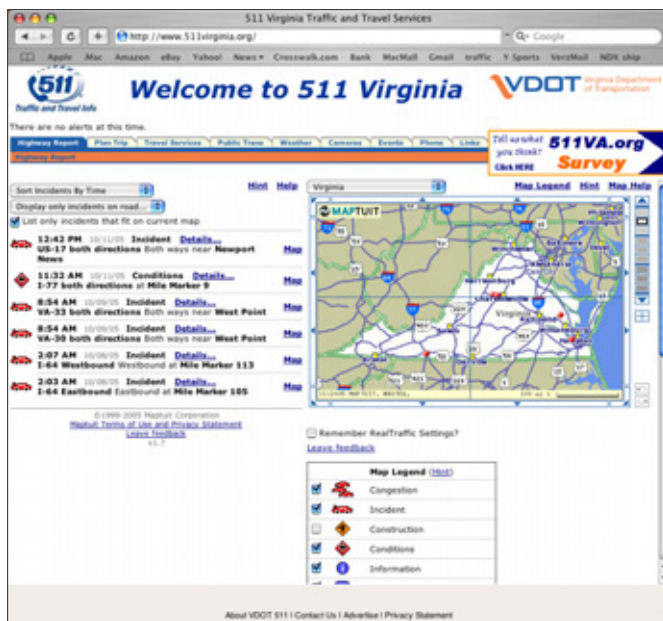 511 Virginia Traffic and Travel Services
http://www.511virginia.org/
Google
Apple Mac Amazon eBay Yahoo! News Crosswalk.com Bank MacMall Gmail traffic Y Sports VerzMail NDX ship
511
Traffic and Travel Info
Welcome to 511 Virginia
VDOT Virginia Department of Transportation
There are no alerts at this time.
Highway Report Plan Trip Travel Services Public Trans Weather Cameras Events Phone Links
Highway Report
Tell us what you think!
Click HERE
511VA.org
Survey
Sort Incidents By Time
Hint Help
Display only incidents on road...
List only incidents that fit on current map
12:42 PM 10/11/05 Incident Details...
US-17 both directions Both ways near Newport News
Map
11:32 AM 10/11/05 Conditions Details...
I-77 both directions at Mile Marker 9
Map
8:54 AM 10/09/05 Incident Details...
VA-33 both directions Both ways near West Point
Map
8:54 AM 10/09/05 Incident Details...
VA-30 both directions Both ways near West Point
Map
2:07 AM 10/08/05 Incident Details...
I-64 Westbound Westbound at Mile Marker 113
Map
2:03 AM 10/08/05 Incident Details...
I-64 Eastbound Eastbound at Mile Marker 105
Map
©1999-2005 Maptuit Corporation
Maptuit Terms of Use and Privacy Statement
Leave feedback
v1.7
Virginia
Map Legend Hint Map Help
MAPTUIT
Virginia
Remember RealTraffic Settings?
Leave feedback
Map Legend (Hint)
Congestion
Incident
Construction
Conditions
Information
About VDOT 511 | Contact Us | Advertise | Privacy Statement